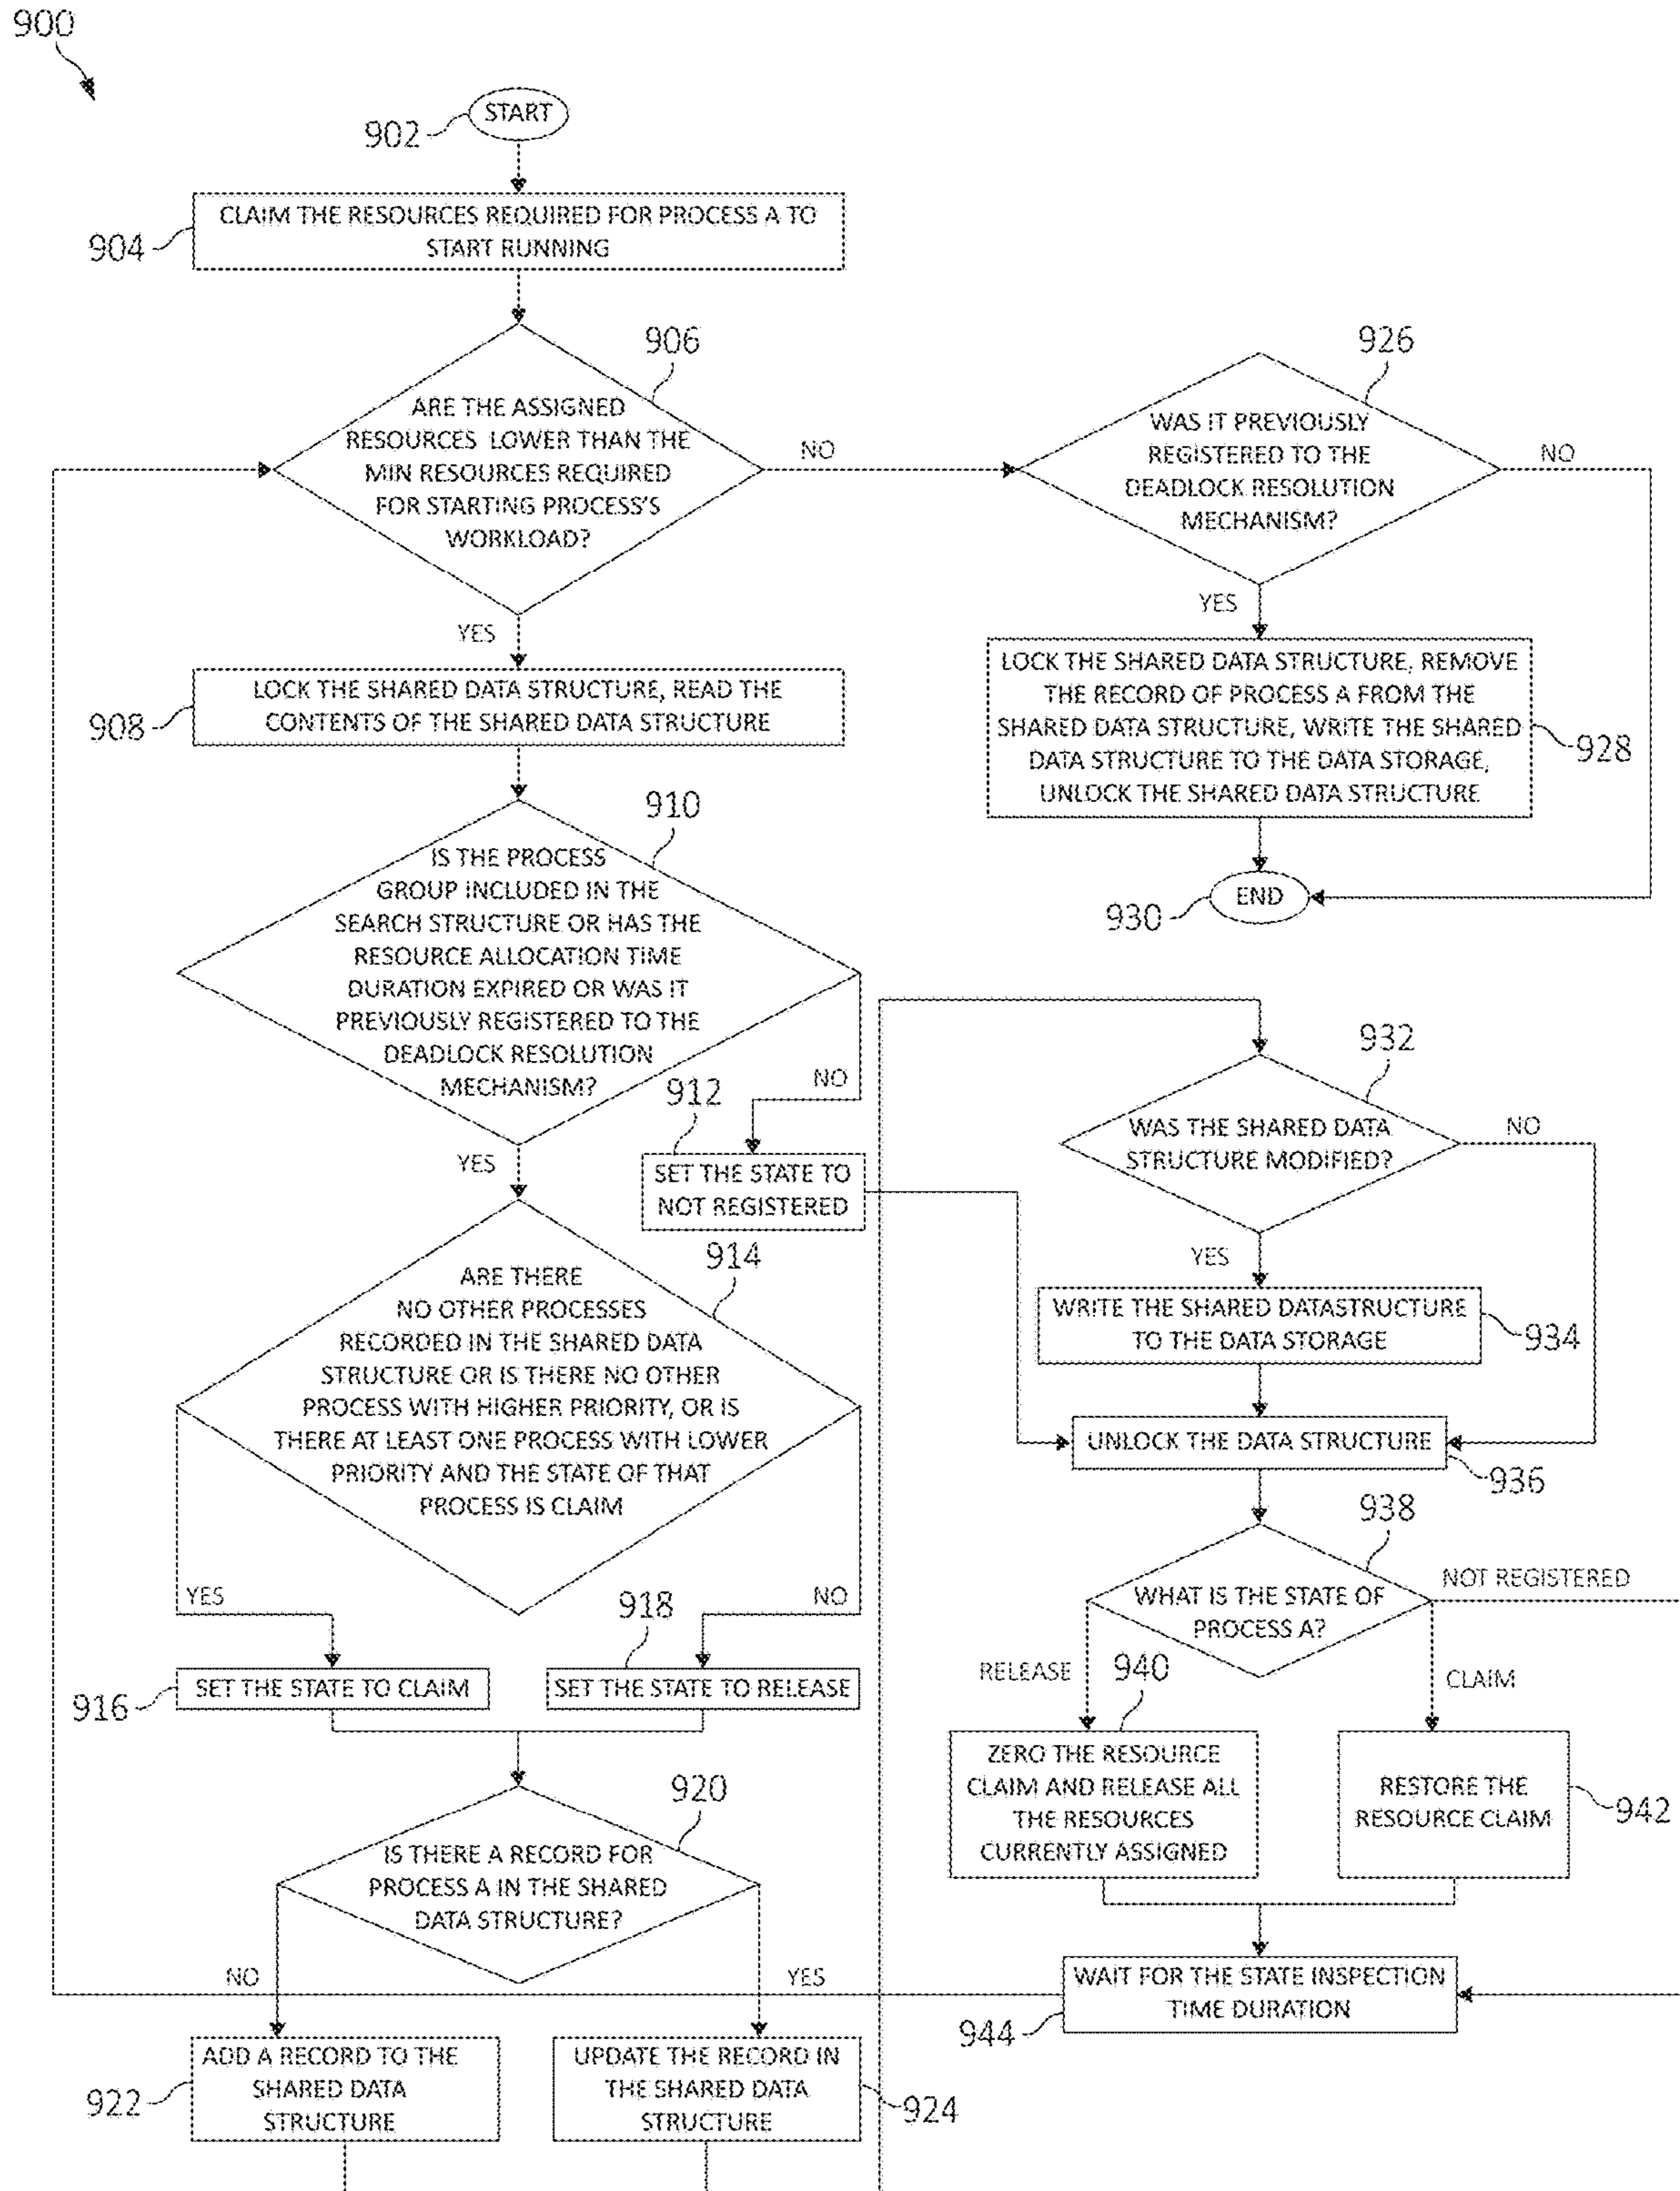 900
START
902
CLAIM THE RESOURCES REQUIRED FOR PROCESS A TO
START RUNNING
904
906
ARE THE ASSIGNED
RESOURCES LOWER THAN THE
MIN RESOURCES REQUIRED
FOR STARTING PROCESS'S
WORKLOAD?
NO
YES
926
WAS IT PREVIOUSLY
REGISTERED TO THE
DEADLOCK RESOLUTION
MECHANISM?
NO
YES
LOCK THE SHARED DATA STRUCTURE, READ THE
CONTENTS OF THE SHARED DATA STRUCTURE
908
LOCK THE SHARED DATA STRUCTURE, REMOVE
THE RECORD OF PROCESS A FROM THE
SHARED DATA STRUCTURE, WRITE THE SHARED
DATA STRUCTURE TO THE DATA STORAGE,
UNLOCK THE SHARED DATA STRUCTURE
928
END
930
910
IS THE PROCESS
GROUP INCLUDED IN THE
SEARCH STRUCTURE OR HAS THE
RESOURCE ALLOCATION TIME
DURATION EXPIRED OR WAS IT
PREVIOUSLY REGISTERED TO THE
DEADLOCK RESOLUTION
MECHANISM?
NO
YES
912
SET THE STATE TO
NOT REGISTERED
914
ARE THERE
NO OTHER PROCESSES
RECORDED IN THE SHARED DATA
STRUCTURE OR IS THERE NO OTHER
PROCESS WITH HIGHER PRIORITY, OR IS
THERE AT LEAST ONE PROCESS WITH LOWER
PRIORITY AND THE STATE OF THAT
PROCESS IS CLAIM
YES
NO
916
SET THE STATE TO CLAIM
918
SET THE STATE TO RELEASE
920
IS THERE A RECORD FOR
PROCESS A IN THE SHARED
DATA STRUCTURE?
NO
YES
922
ADD A RECORD TO THE
SHARED DATA
STRUCTURE
UPDATE THE RECORD IN
THE SHARED DATA
STRUCTURE
924
932
WAS THE SHARED DATA
STRUCTURE MODIFIED?
NO
YES
WRITE THE SHARED DATASTRUCTURE
TO THE DATA STORAGE
934
UNLOCK THE DATA STRUCTURE
936
938
WHAT IS THE STATE OF
PROCESS A?
NOT REGISTERED
RELEASE
CLAIM
940
ZERO THE RESOURCE
CLAIM AND RELEASE ALL
THE RESOURCES
CURRENTLY ASSIGNED
RESTORE THE
RESOURCE CLAIM
942
WAIT FOR THE STATE INSPECTION
TIME DURATION
944